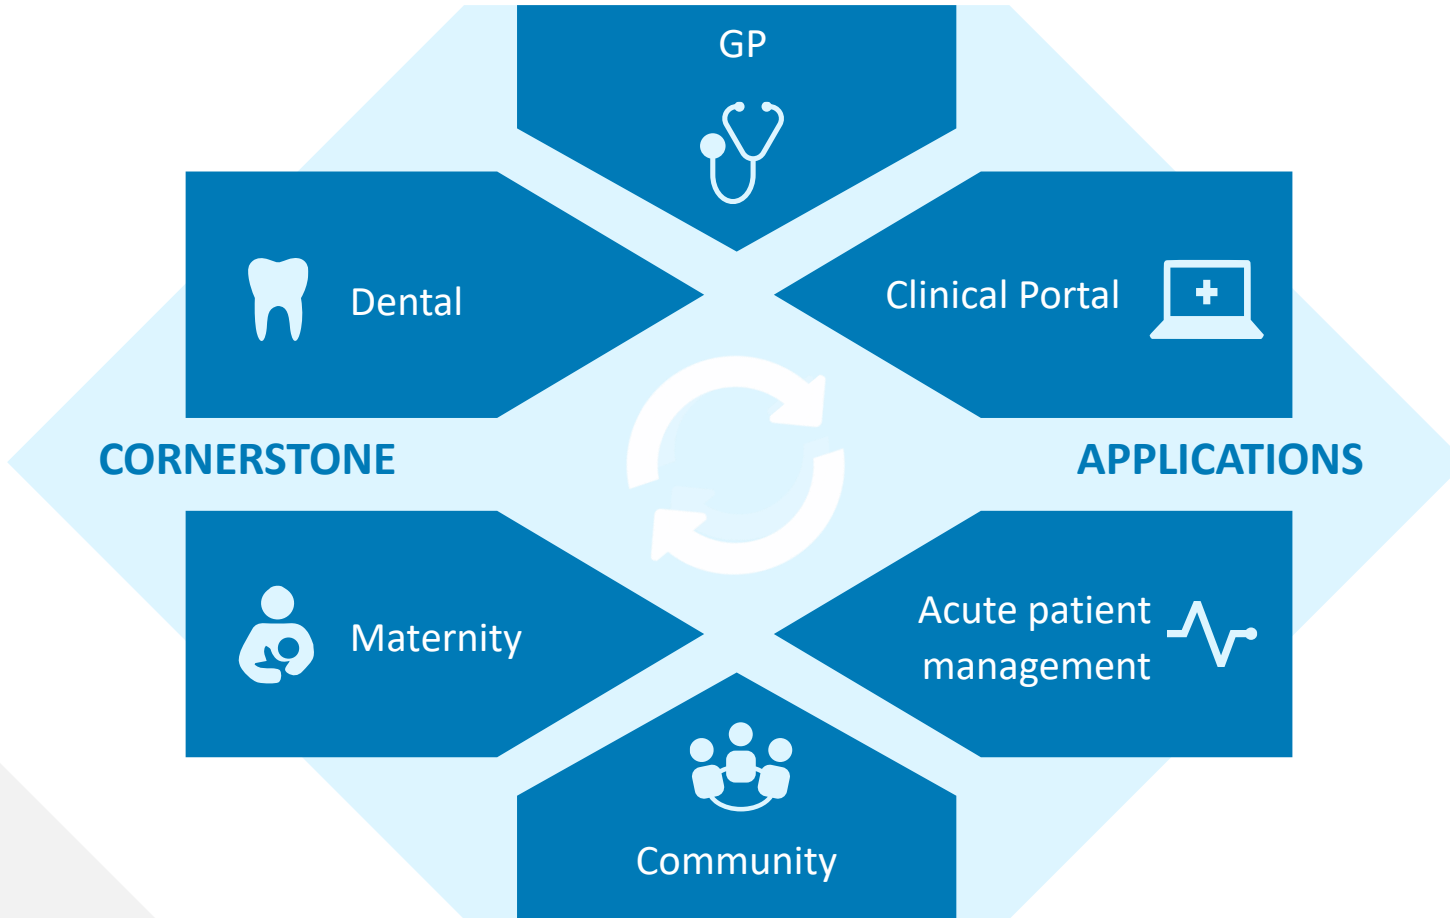 GP
Dental
Clinical Portal
CORNERSTONE
APPLICATIONS
Maternity
Acute patient
management
Community